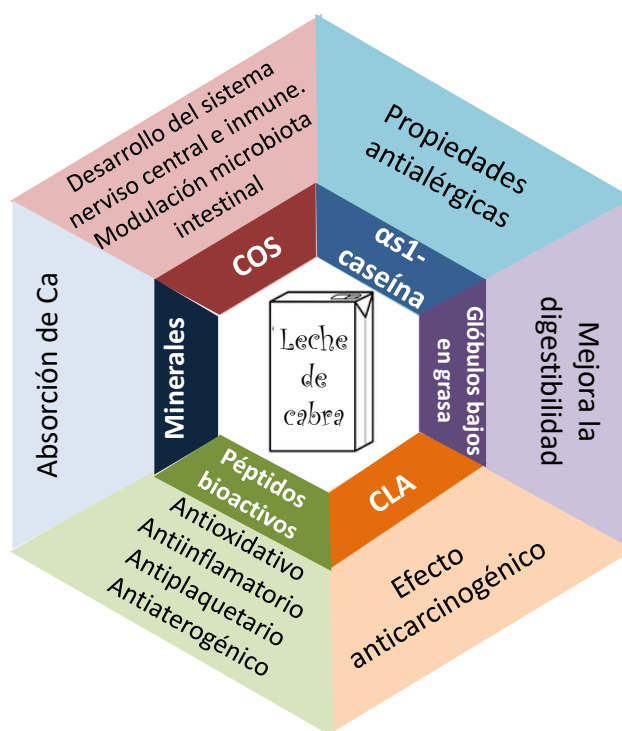 Desarrollo del sistema
nerviso central e inmune.
Modulación microbiota
intestinal
COS
Propiedades
antialérgicas
αs1-
caseína
Mejora la
digestibilidad
Glóbulos bajos
en grasa
Efecto
anticarcinogénico
CLA
Péptidos
bioactivos
Antioxidativo
Antiinflamatorio
Antiplaquetario
Antiaterogénico
Absorción de Ca
Minerales
Leche
de
cabra